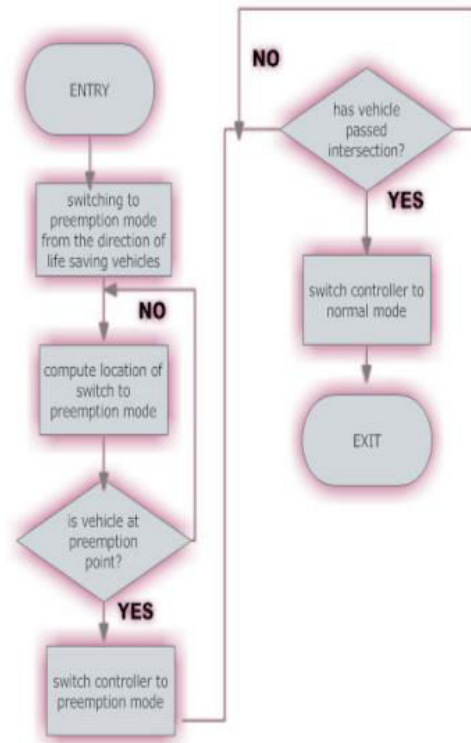 ENTRY
switching to
preemption mode
from the direction of
life saving vehicles
NO
compute location of
switch to
preemption mode
is vehicle at
preemption
point?
YES
switch controller to
preemption mode
NO
has vehicle
passed
intersection?
YES
switch controller to
normal mode
EXIT